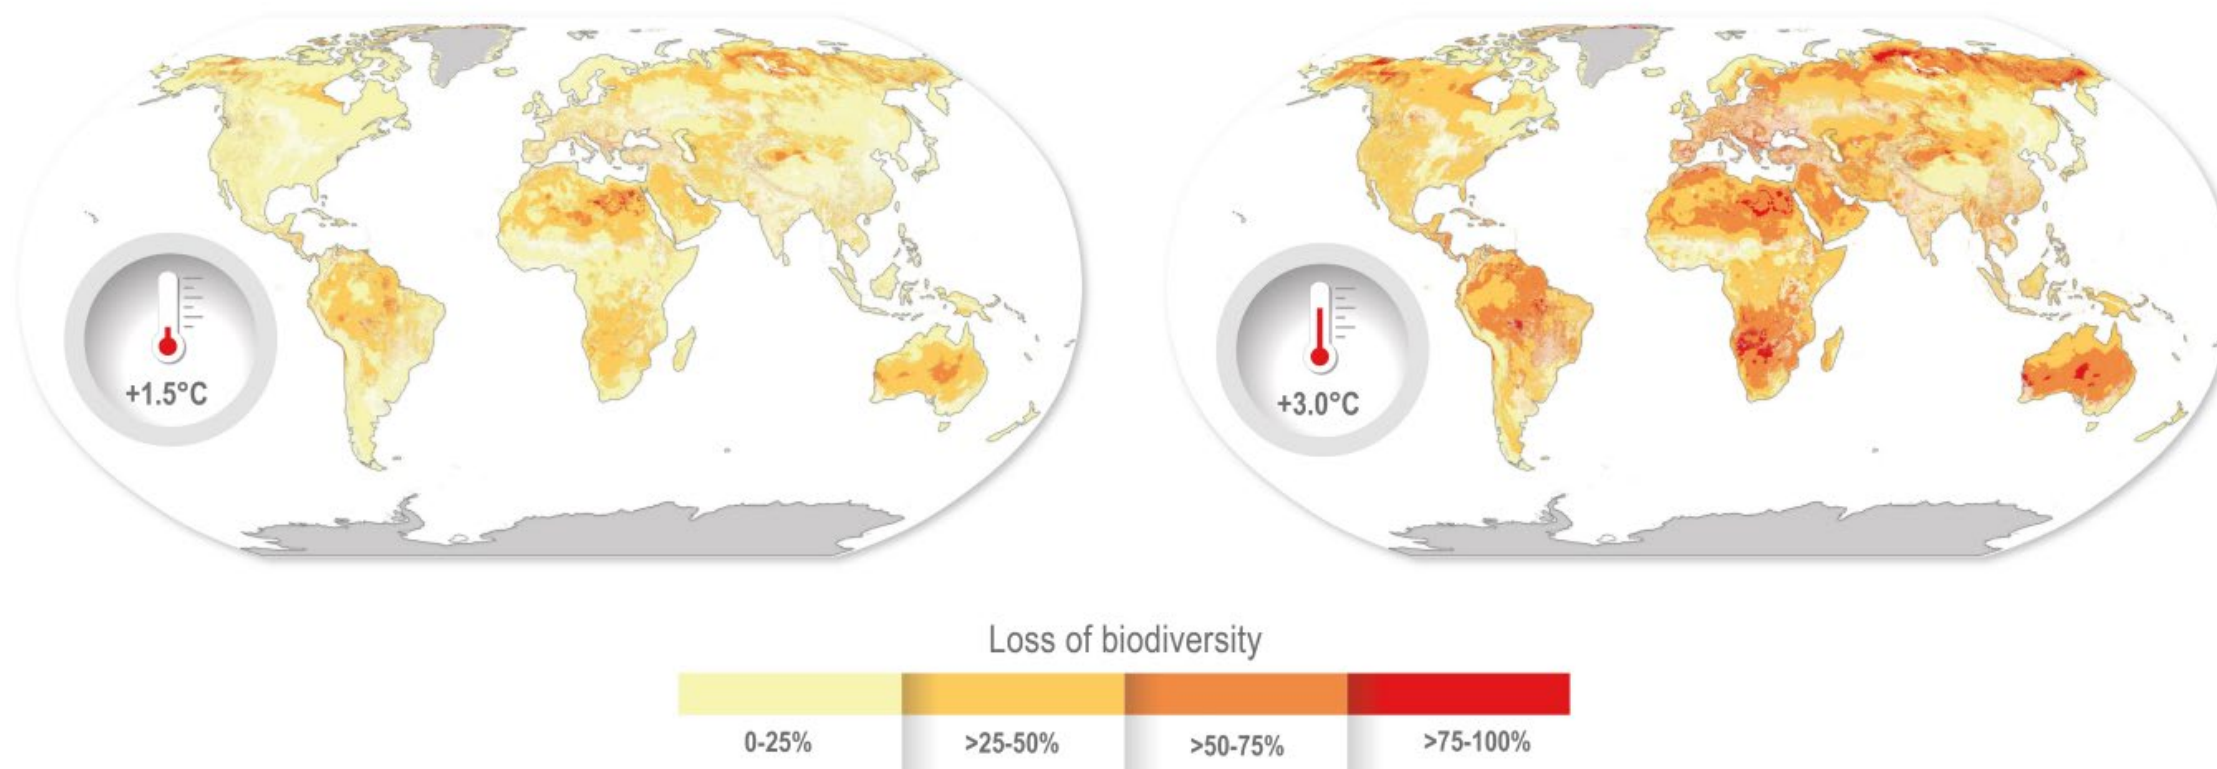 +1.5°C
+3.0°C
Loss of biodiversity
0-25%
>25-50%
>50-75%
>75-100%